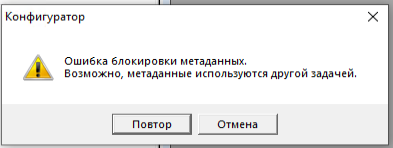 Конфигуратор
Ошибка блокировки метаданных.
Возможно, метаданные используются другой задачей.
Повтор
Отмена